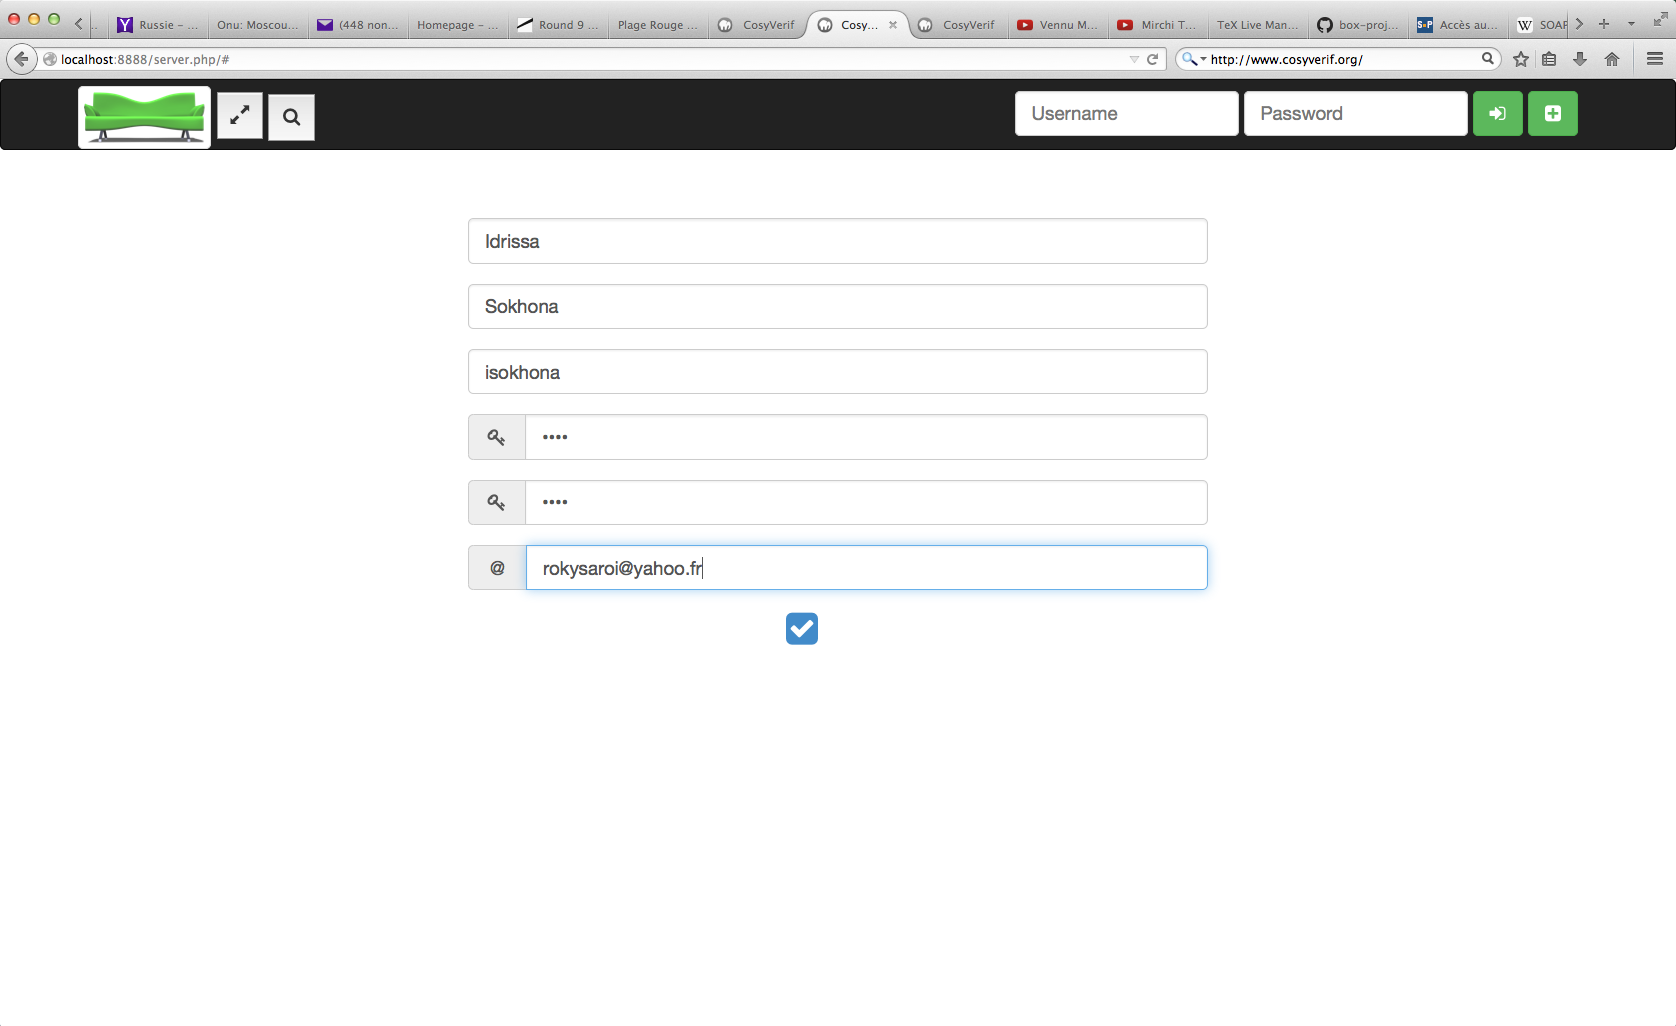 Russie – ...
Onu: Moscou...
(448 non...
Homepage – ...
Round 9 ...
Plage Rouge ...
CosyVerif
Cosy...
CosyVerif
Vennu M...
Mirchi T...
TeX Live Man...
box-proj...
Accès au...
SOAP
localhost:8888/server.php/#
http://www.cosyverif.org/
Username
Password
Idrissa
Sokhona
isokhona
••••
••••
@ rokysaroi@yahoo.fr